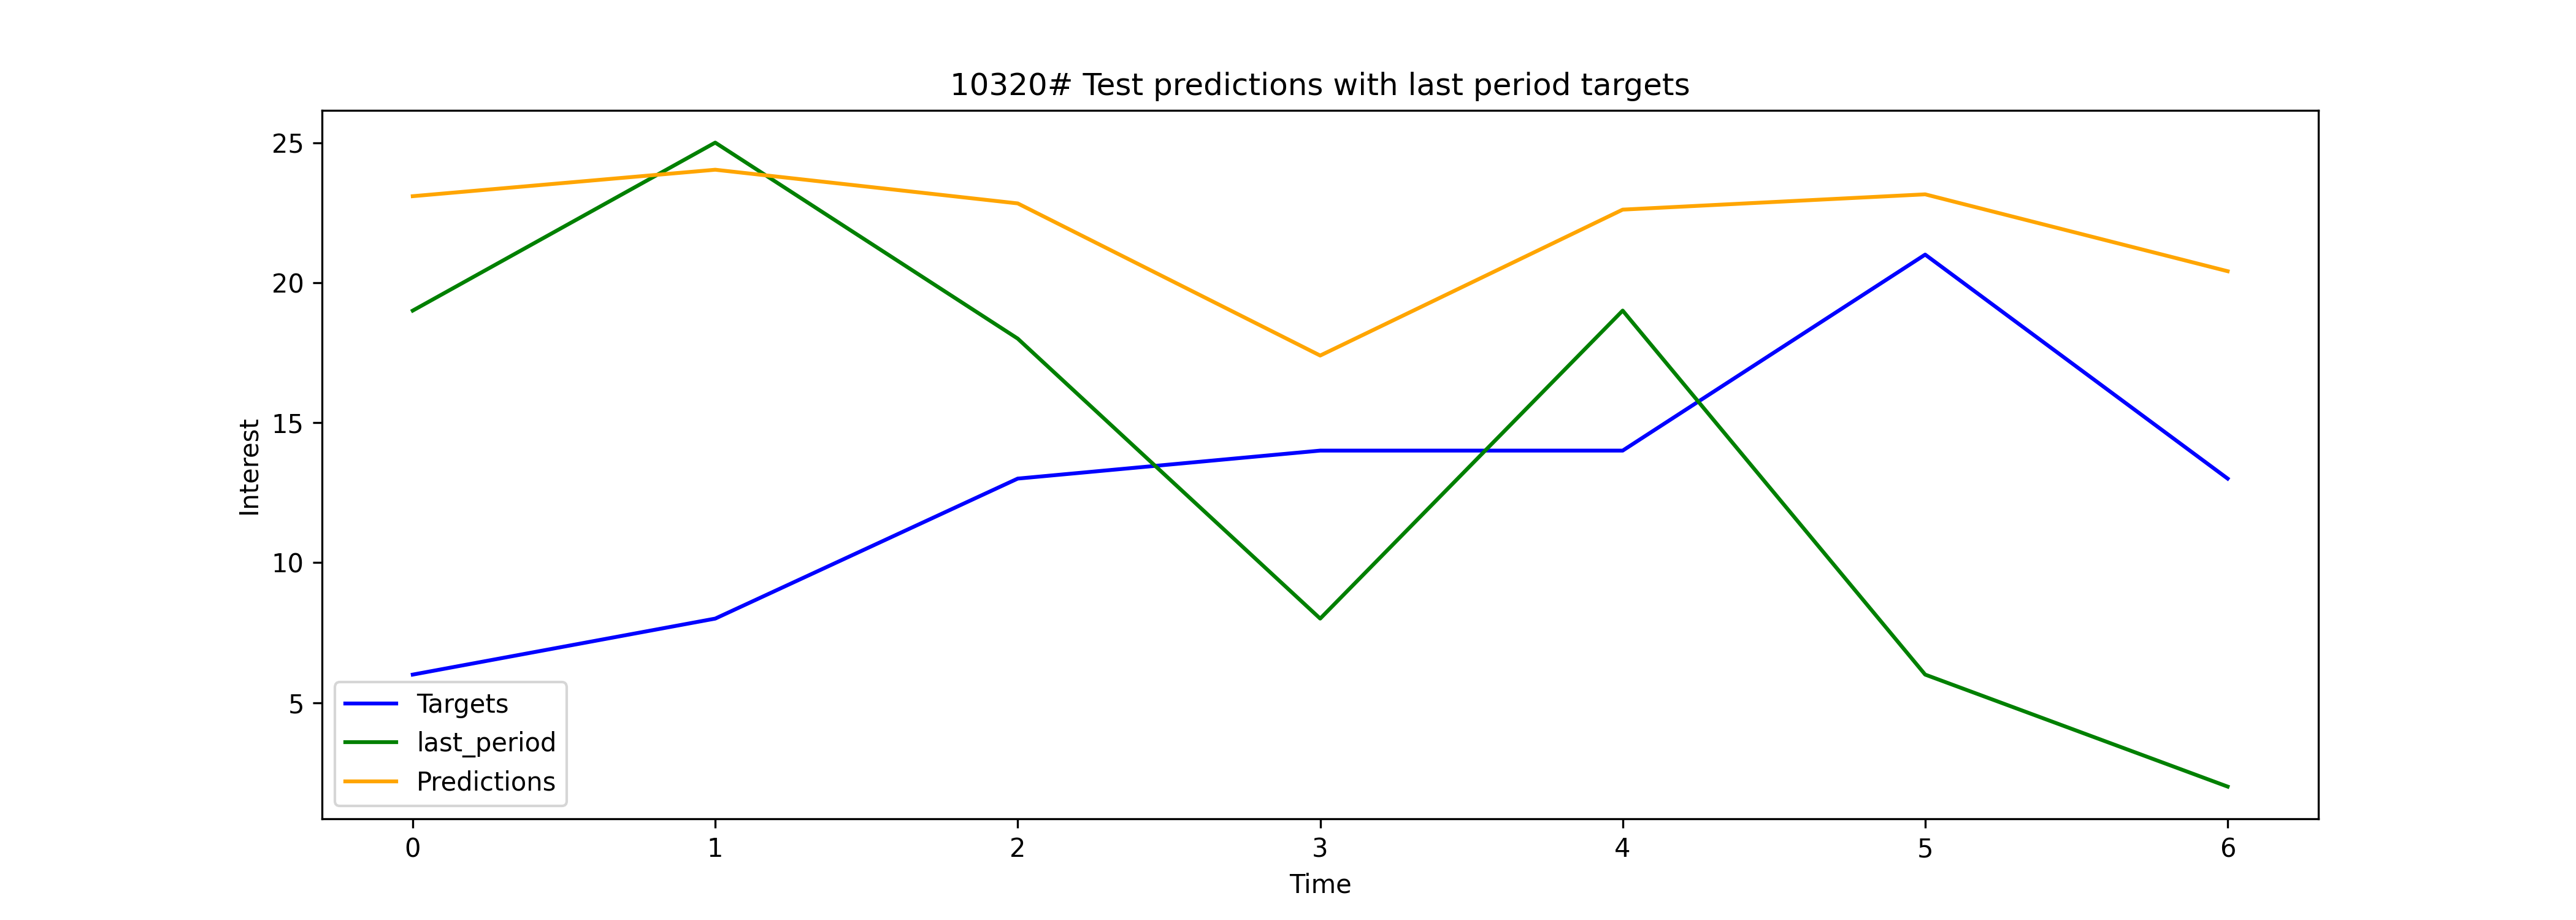 10320# Test predictions with last period targets
Interest
25
20
15
10
5
Targets
last_period
Predictions
0 1 2 3 4 5 6
Time